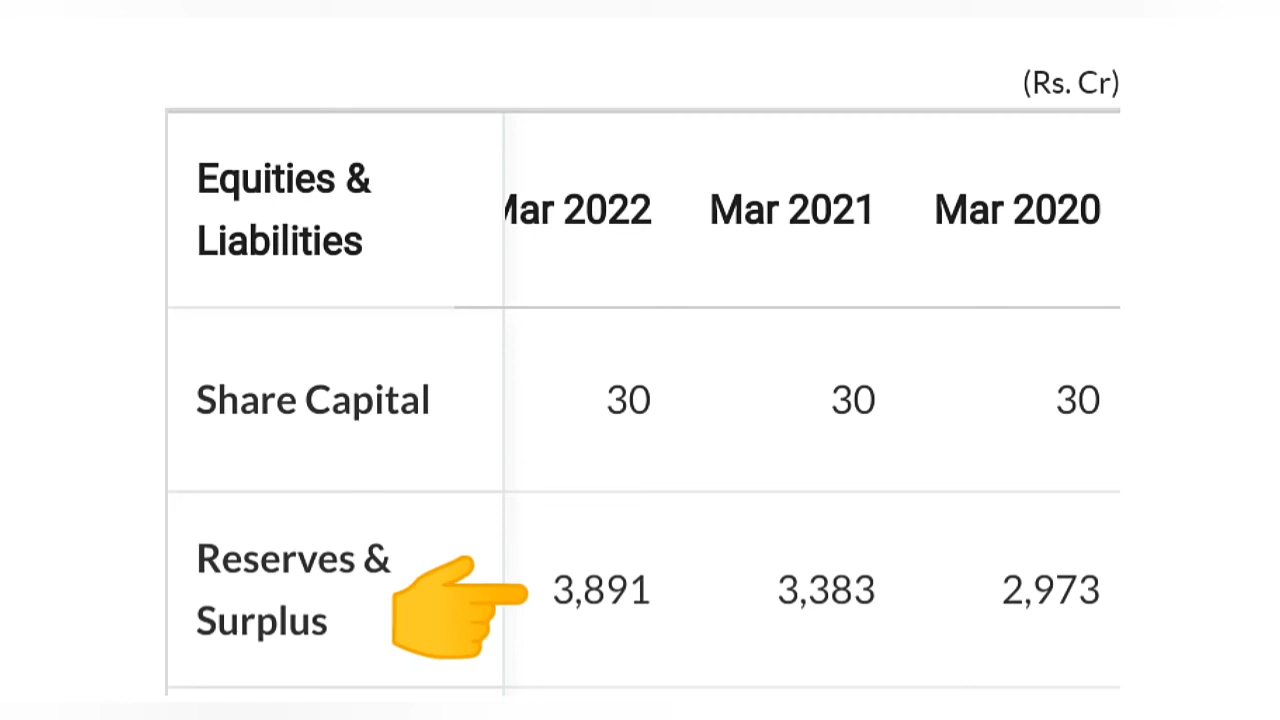 (Rs. Cr)
Equities &
Liabilities
Mar 2022 Mar 2021 Mar 2020
Share Capital 30 30 30
Reserves &
Surplus
3,891 3,383 2,973